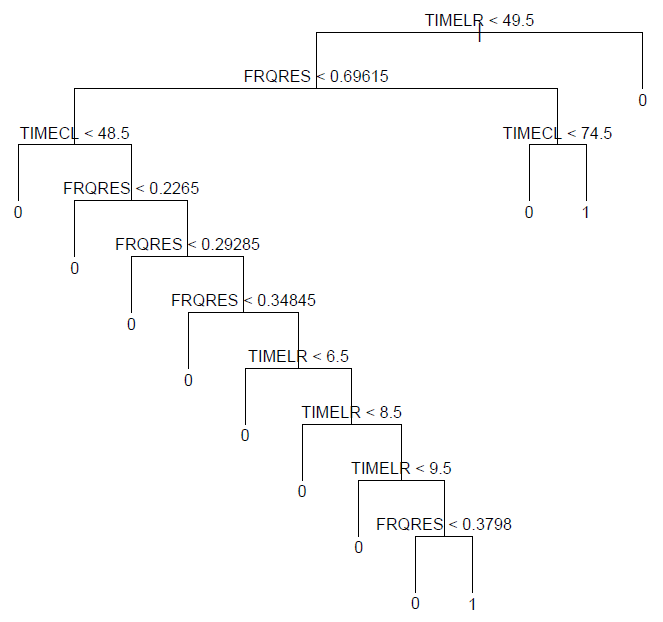 TIMELR < 49.5
FRQRES < 0.69615
0
TIMECL < 48.5
TIMECL < 74.5
FRQRES < 0.2265
0
0
1
FRQRES < 0.29285
0
FRQRES < 0.34845
0
TIMELR < 6.5
0
TIMELR < 8.5
0
TIMELR < 9.5
0
FRQRES < 0.3798
0
0
1